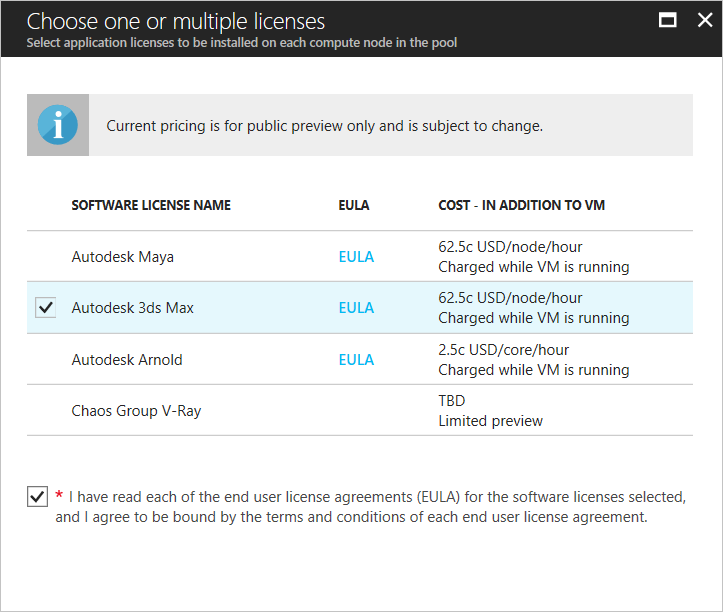 Choose one or multiple licenses
Select application licenses to be installed on each compute node in the pool
Current pricing is for public preview only and is subject to change.
SOFTWARE LICENSE NAME EULA COST - IN ADDITION TO VM
Autodesk Maya EULA 62.5c USD/node/hour
Charged while VM is running
Autodesk 3ds Max EULA 62.5c USD/node/hour
Charged while VM is running
Autodesk Arnold EULA 2.5c USD/core/hour
Charged while VM is running
Chaos Group V-Ray TBD
Limited preview
* I have read each of the end user license agreements (EULA) for the software licenses selected,
and I agree to be bound by the terms and conditions of each end user license agreement.